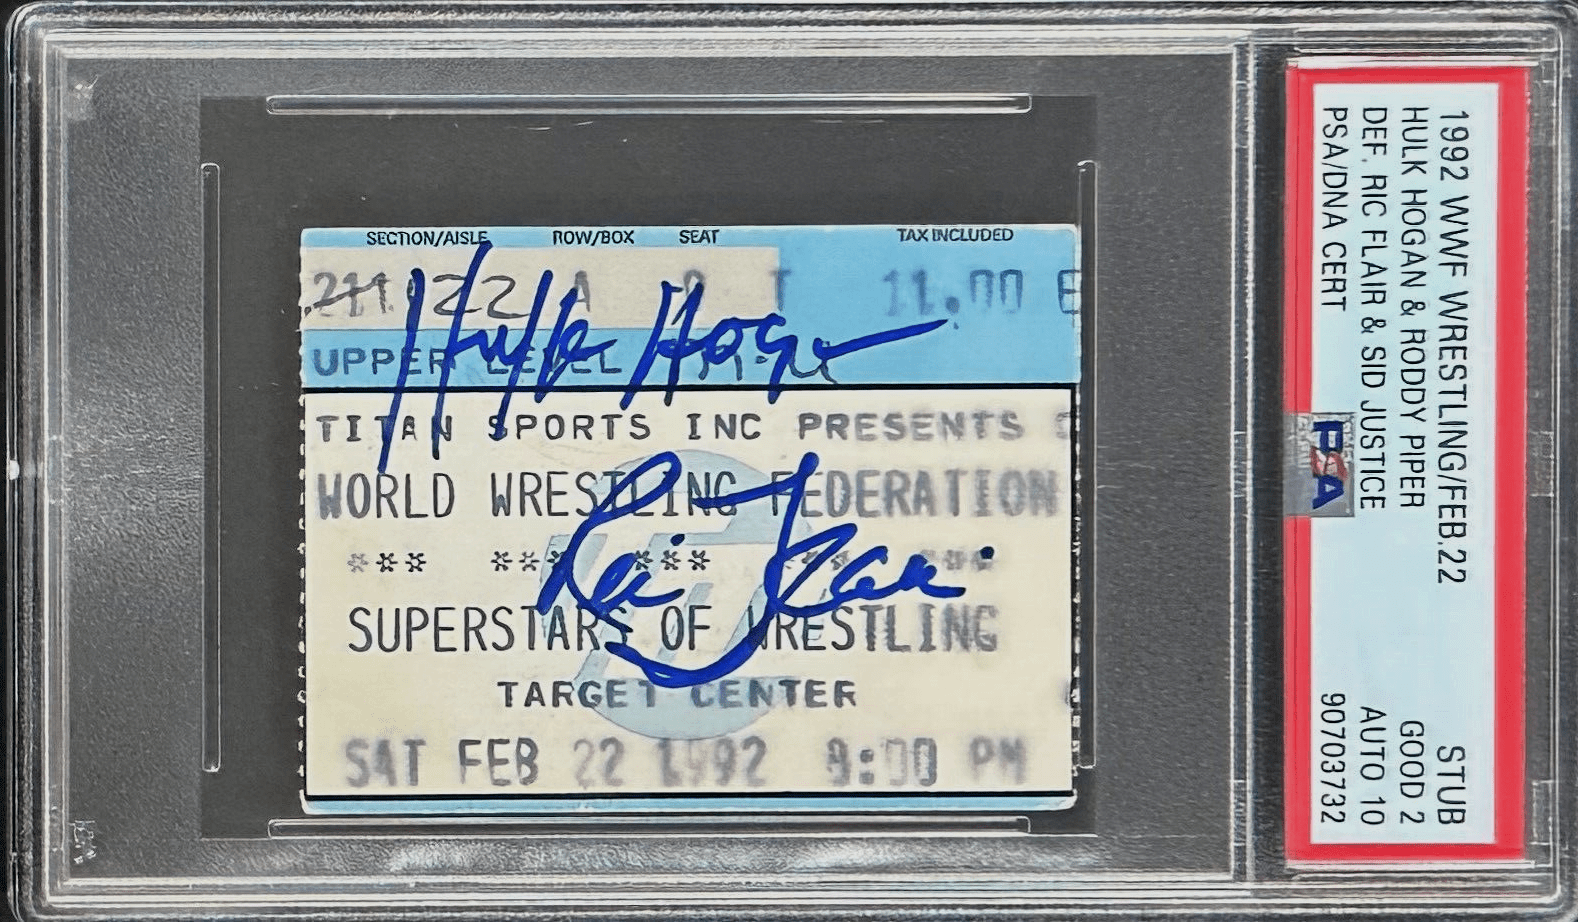 SECTION/AISLE ROW/BOX SEAT TAX INCLUDED
211 22 A 11.00 E
UPPER LEVEL
Hulk Hogan
TITAN SPORTS INC PRESENTS
WORLD WRESTLING FEDERATION
*** *** *** *** ***
Ric Flair
SUPERSTARS OF WRESTLING
TARGET CENTER
SAT FEB 22 1992 8:00 PM
1992 WWF WRESTLING/FEB.22 STUB
HULK HOGAN & RODDY PIPER GOOD 2
DEF. RIC FLAIR & SID JUSTICE AUTO 10
PSA/DNA CERT 90703732
PSA